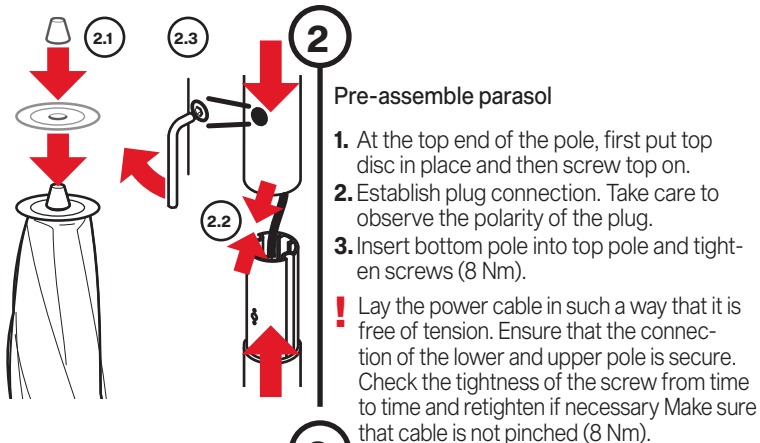 2.1
2.3
2
2.2
Pre-assemble parasol
1. At the top end of the pole, first put top
disc in place and then screw top on.
2. Establish plug connection. Take care to
observe the polarity of the plug.
3. Insert bottom pole into top pole and tight-
en screws (8 Nm).
! Lay the power cable in such a way that it is
free of tension. Ensure that the connec-
tion of the lower and upper pole is secure.
Check the tightness of the screw from time
to time and retighten if necessary Make sure
that cable is not pinched (8 Nm).